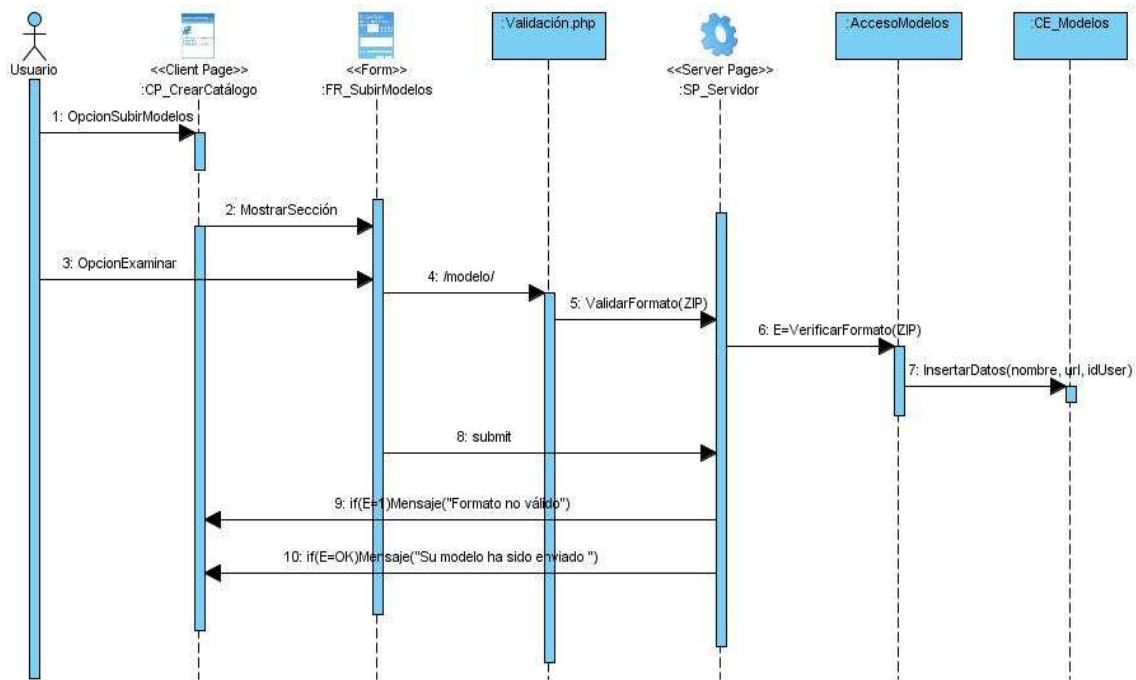 :Validación.php
:AccesoModelos
:CE_Modelos
Usuario
<<Client Page>>
:CP_CrearCatálogo
<<Form>>
:FR_SubirModelos
<<Server Page>>
:SP_Servidor
1: OpcionSubirModelos
2: MostrarSección
3: OpcionExaminar
4: /modelo/
5: ValidarFormato(ZIP)
6: E=VerificarFormato(ZIP)
7: InsertarDatos(nombre, url, idUser)
8: submit
9: if(E=1)Mensaje("Formato no válido")
10: if(E=OK)Mensaje("Su modelo ha sido enviado ")